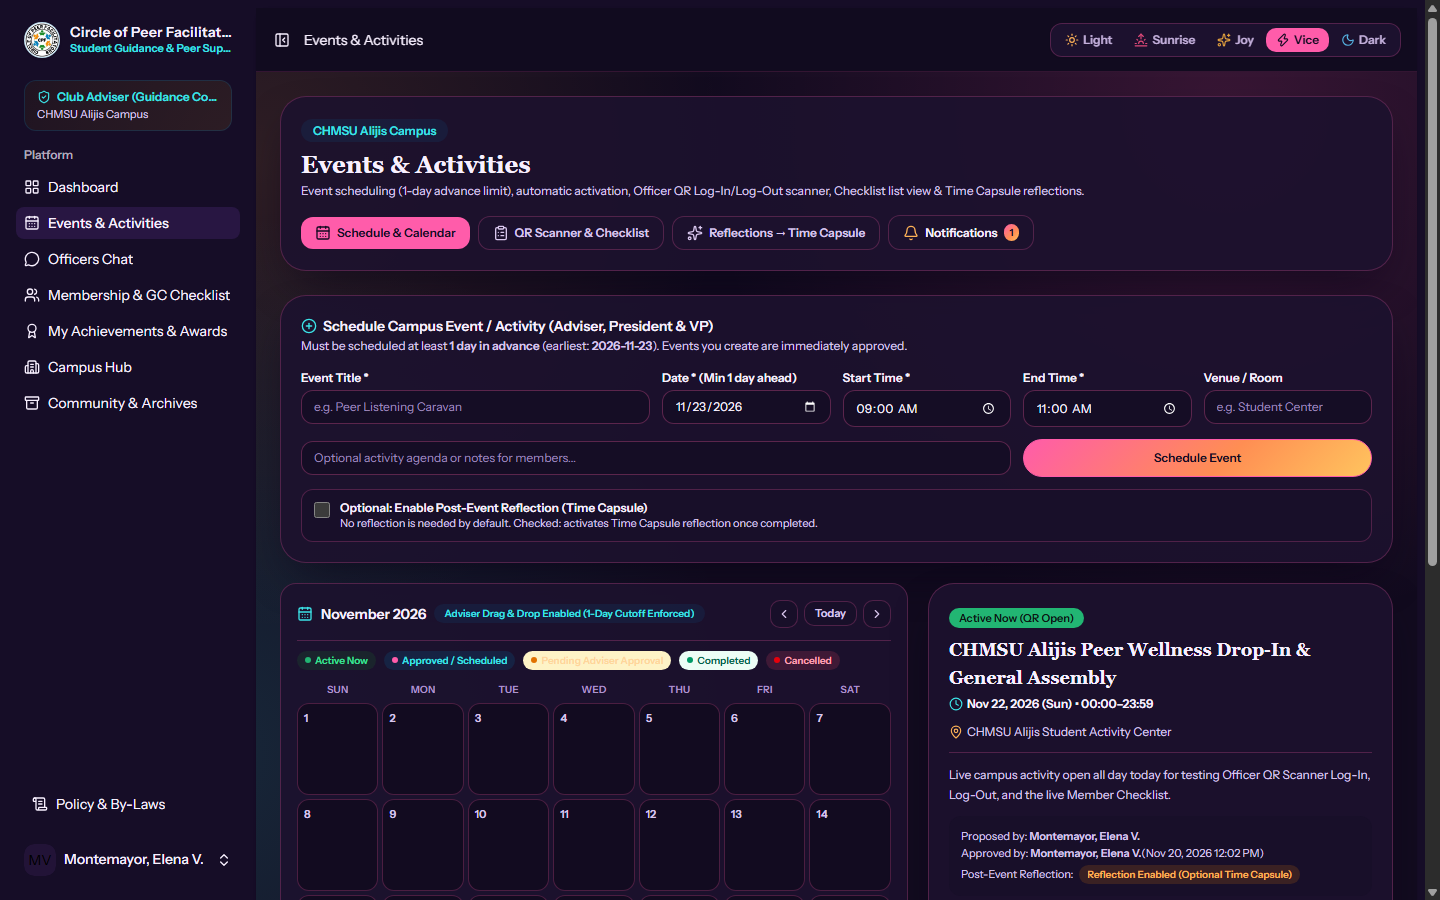 Circle of Peer Facilitat...
Student Guidance & Peer Sup...
Club Adviser (Guidance Co...
CHMSU Alijis Campus
Platform
Dashboard
Events & Activities
Officers Chat
Membership & GC Checklist
My Achievements & Awards
Campus Hub
Community & Archives
Policy & By-Laws
MV
Montemayor, Elena V.
Events & Activities
Light
Sunrise
Joy
Vice
Dark
CHMSU Alijis Campus
Events & Activities
Event scheduling (1-day advance limit), automatic activation, Officer QR Log-In/Log-Out scanner, Checklist list view & Time Capsule reflections.
Schedule & Calendar
QR Scanner & Checklist
Reflections → Time Capsule
Notifications 1
Schedule Campus Event / Activity (Adviser, President & VP)
Must be scheduled at least 1 day in advance (earliest: 2026-11-23). Events you create are immediately approved.
Event Title *
Date * (Min 1 day ahead)
Start Time *
End Time *
Venue / Room
e.g. Peer Listening Caravan
11/23/2026
09:00 AM
11:00 AM
e.g. Student Center
Optional activity agenda or notes for members...
Schedule Event
Optional: Enable Post-Event Reflection (Time Capsule)
No reflection is needed by default. Checked: activates Time Capsule reflection once completed.
November 2026
Adviser Drag & Drop Enabled (1-Day Cutoff Enforced)
Today
Active Now
Approved / Scheduled
Pending Adviser Approval
Completed
Cancelled
SUN MON TUE WED THU FRI SAT
1 2 3 4 5 6 7
8 9 10 11 12 13 14
Active Now (QR Open)
CHMSU Alijis Peer Wellness Drop-In &
General Assembly
Nov 22, 2026 (Sun) • 00:00–23:59
CHMSU Alijis Student Activity Center
Live campus activity open all day today for testing Officer QR Scanner Log-In,
Log-Out, and the live Member Checklist.
Proposed by: Montemayor, Elena V.
Approved by: Montemayor, Elena V.(Nov 20, 2026 12:02 PM)
Post-Event Reflection: Reflection Enabled (Optional Time Capsule)